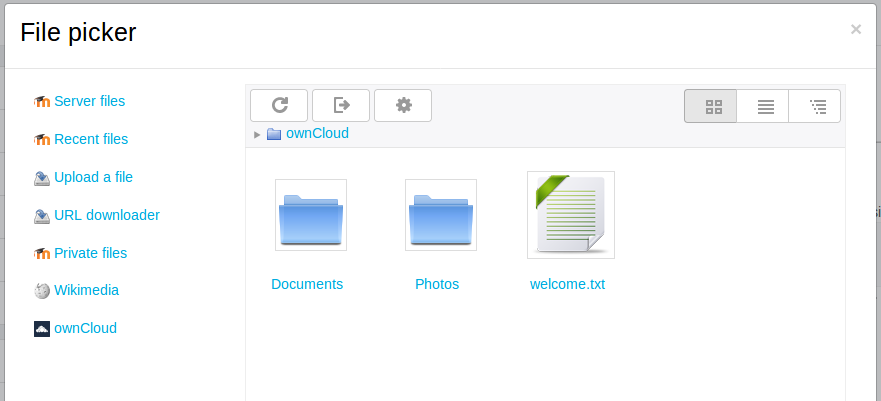 File picker
×
Server files
Recent files
Upload a file
URL downloader
Private files
Wikimedia
ownCloud
ownCloud
Documents
Photos
welcome.txt